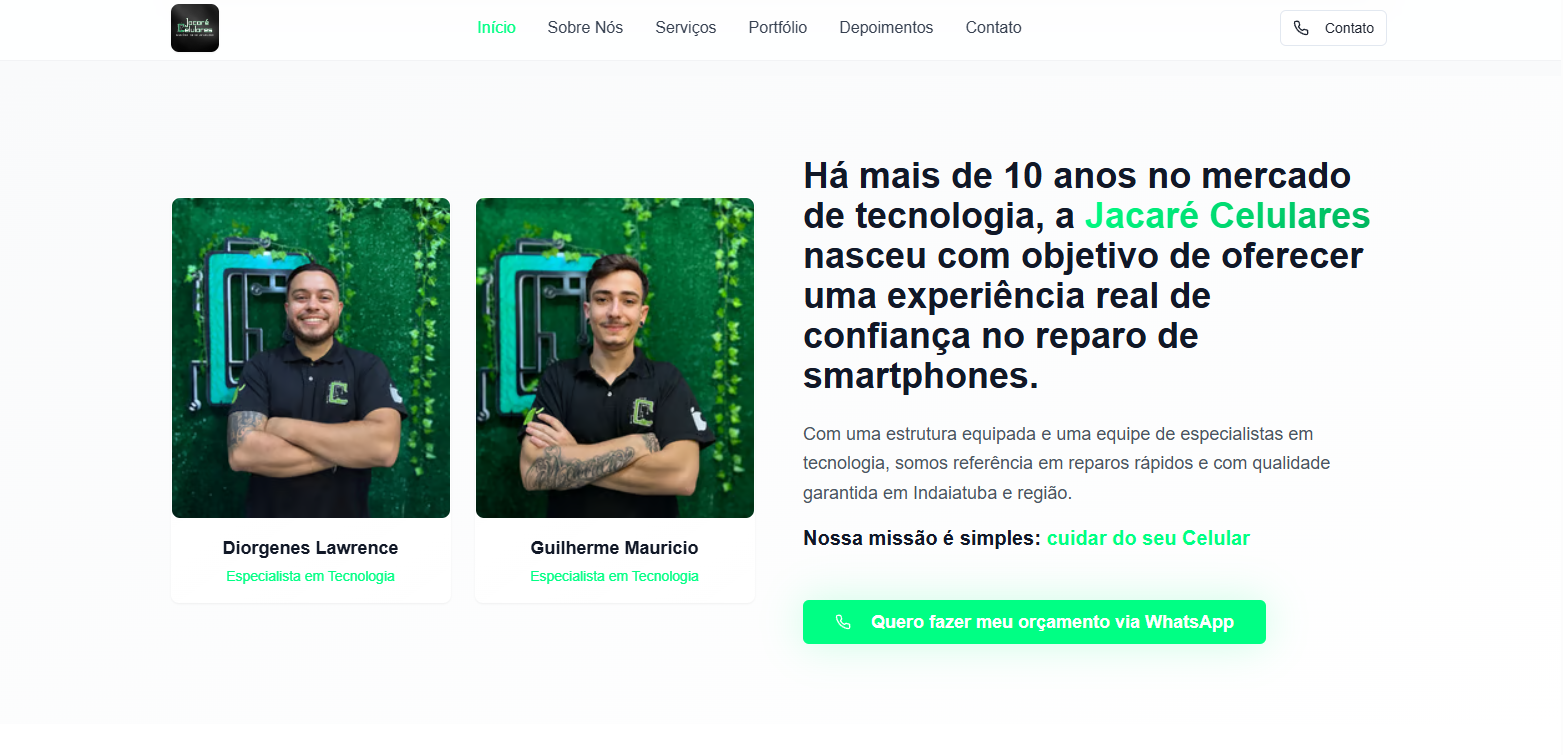 Jacaré
Celulares
Início
Sobre Nós
Serviços
Portfólio
Depoimentos
Contato
Contato
Há mais de 10 anos no mercado
de tecnologia, a Jacaré Celulares
nasceu com objetivo de oferecer
uma experiência real de
confiança no reparo de
smartphones.
Com uma estrutura equipada e uma equipe de especialistas em
tecnologia, somos referência em reparos rápidos e com qualidade
garantida em Indaiatuba e região.
Nossa missão é simples: cuidar do seu Celular
Quero fazer meu orçamento via WhatsApp
Diorgenes Lawrence
Especialista em Tecnologia
Guilherme Mauricio
Especialista em Tecnologia